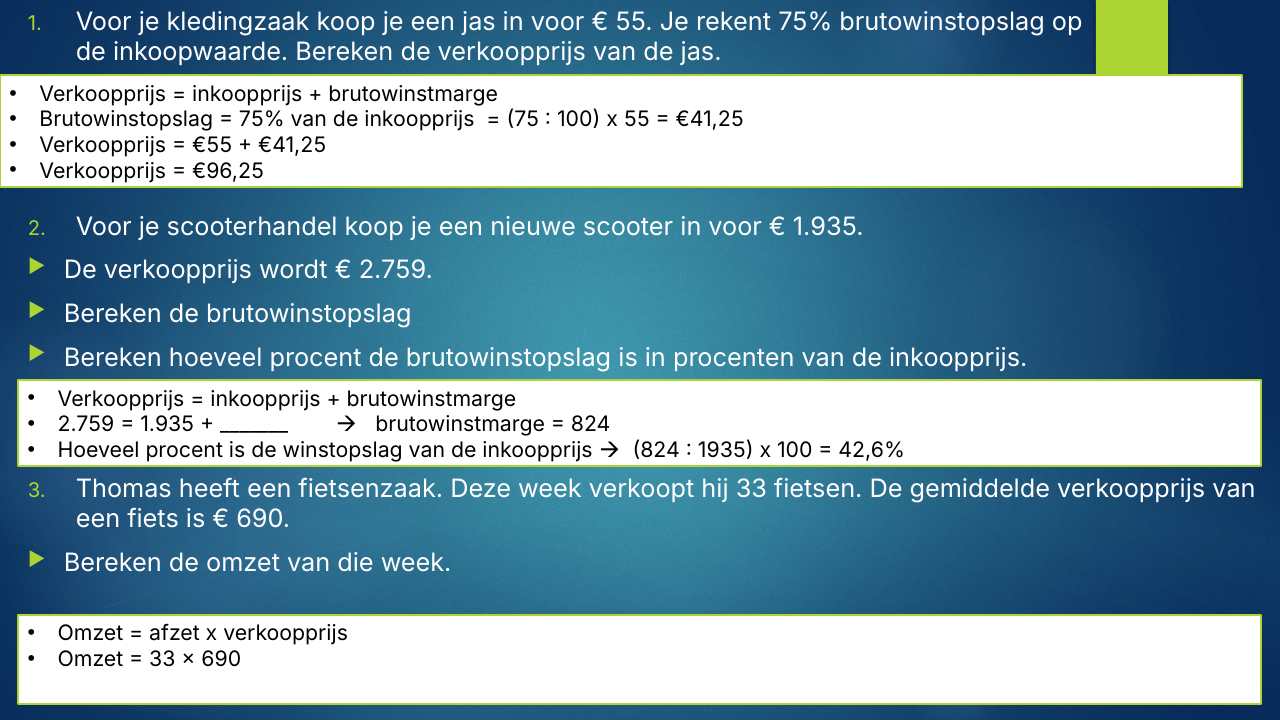 1. Voor je kledingzaak koop je een jas in voor € 55. Je rekent 75% brutowinstopslag op
de inkoopwaarde. Bereken de verkoopprijs van de jas.
• Verkoopprijs = inkoopprijs + brutowinstmarge
• Brutowinstopslag = 75% van de inkoopprijs = (75 : 100) x 55 = €41,25
• Verkoopprijs = €55 + €41,25
• Verkoopprijs = €96,25
2. Voor je scooterhandel koop je een nieuwe scooter in voor € 1.935.
De verkoopprijs wordt € 2.759.
Bereken de brutowinstopslag
Bereken hoeveel procent de brutowinstopslag is in procenten van de inkoopprijs.
• Verkoopprijs = inkoopprijs + brutowinstmarge
• 2.759 = 1.935 + _______ → brutowinstmarge = 824
• Hoeveel procent is de winstopslag van de inkoopprijs → (824 : 1935) x 100 = 42,6%
3. Thomas heeft een fietsenzaak. Deze week verkoopt hij 33 fietsen. De gemiddelde verkoopprijs van
een fiets is € 690.
Bereken de omzet van die week.
• Omzet = afzet x verkoopprijs
• Omzet = 33 × 690